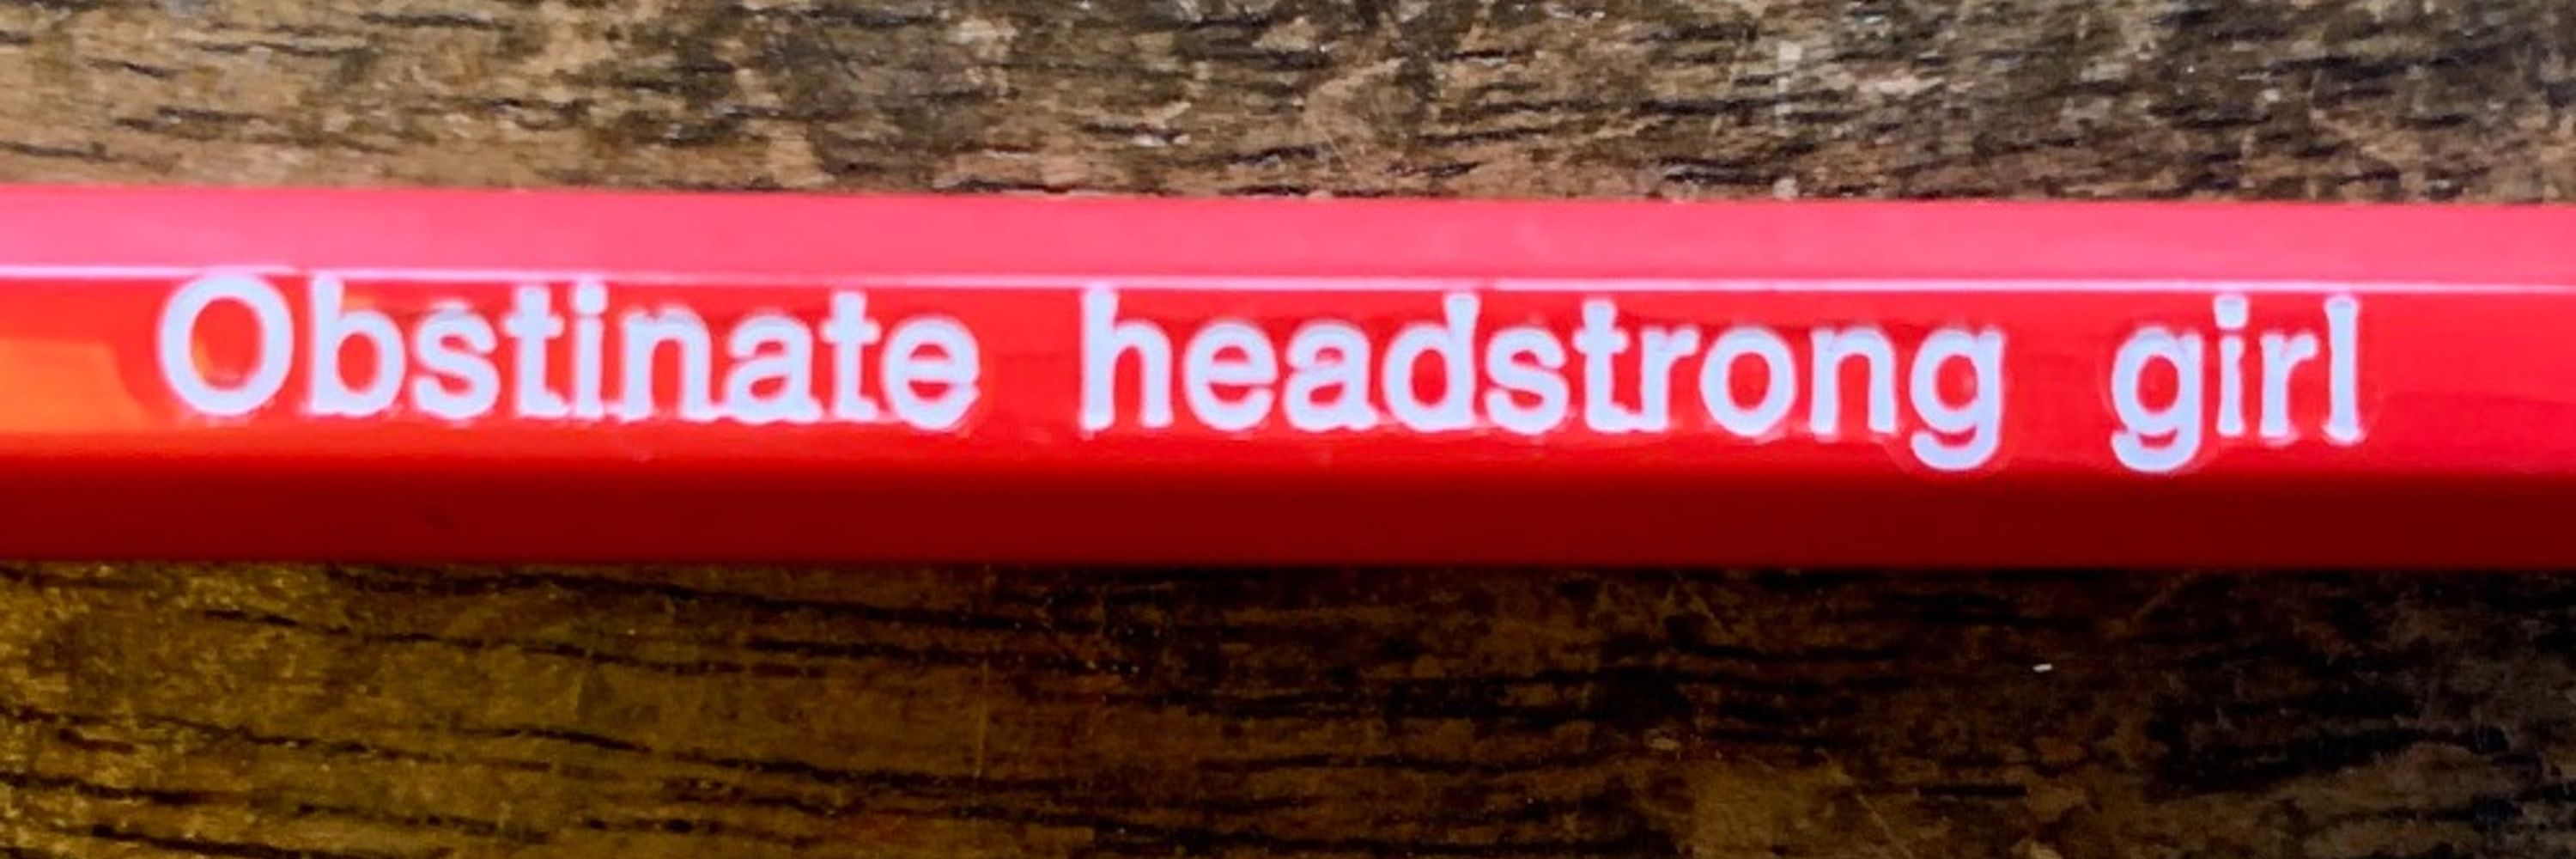 Obstinate headstrong girl